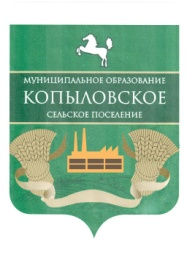 МУНИЦИПАЛЬНОЕ ОБРАЗОВАНИЕ
КОПЫЛОВСКОЕ
СЕЛЬСКОЕ ПОСЕЛЕНИЕ